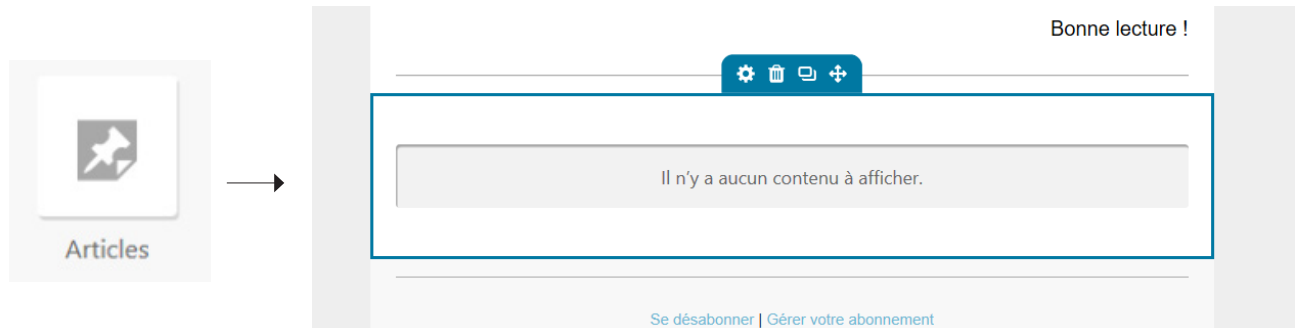 Bonne lecture !
Articles
Il n'y a aucun contenu à afficher.
Se désabonner | Gérer votre abonnement